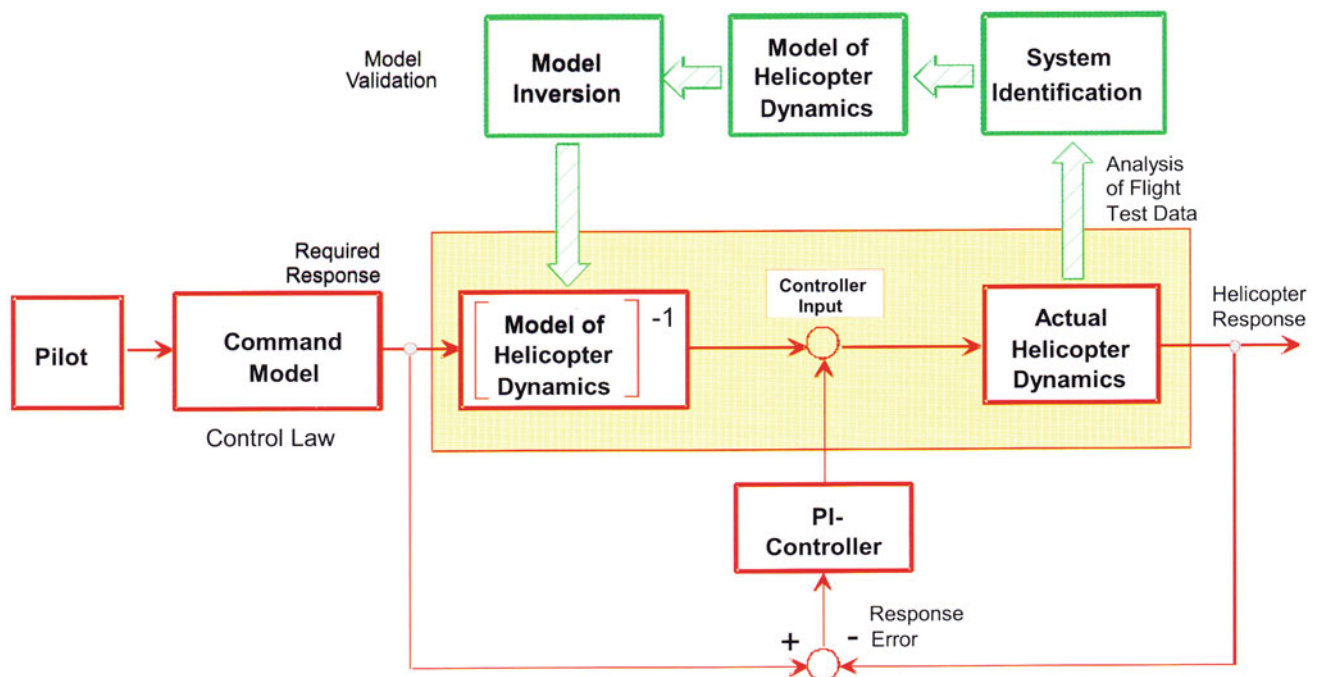 Model
Validation
Model
Inversion
Model of
Helicopter
Dynamics
System
Identification
Analysis
of Flight
Test Data
Required
Response
Pilot
Command
Model
Control Law
Model of
Helicopter
Dynamics
-1
Controller
Input
Actual
Helicopter
Dynamics
Helicopter
Response
PI-
Controller
+
-
Response
Error